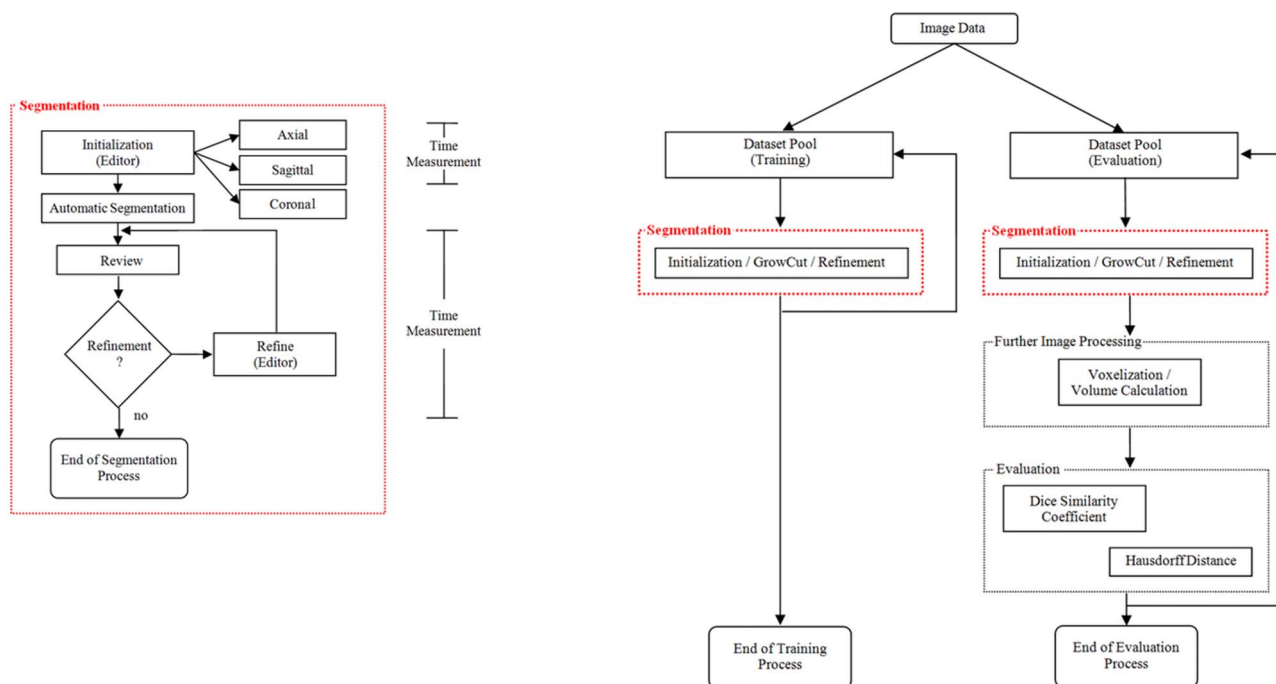 Segmentation
Initialization
(Editor)
Axial
Sagittal
Coronal
Automatic Segmentation
Review
Refinement
?
Refine
(Editor)
no
End of Segmentation
Process
Time
Measurement
Time
Measurement
Image Data
Dataset Pool
(Training)
Segmentation
Initialization / GrowCut / Refinement
End of Training
Process
Dataset Pool
(Evaluation)
Segmentation
Initialization / GrowCut / Refinement
Further Image Processing
Voxelization /
Volume Calculation
Evaluation
Dice Similarity
Coefficient
Hausdorff Distance
End of Evaluation
Process